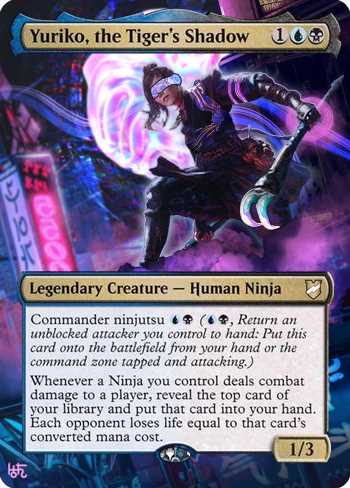 Yuriko, the Tiger's Shadow 1
Legendary Creature — Human Ninja
Commander ninjutsu (, Return an
unblocked attacker you control to hand: Put this
card onto the battlefield from your hand or the
command zone tapped and attacking.)
Whenever a Ninja you control deals combat
damage to a player, reveal the top card of
your library and put that card into your hand.
Each opponent loses life equal to that card's
converted mana cost.
1/3